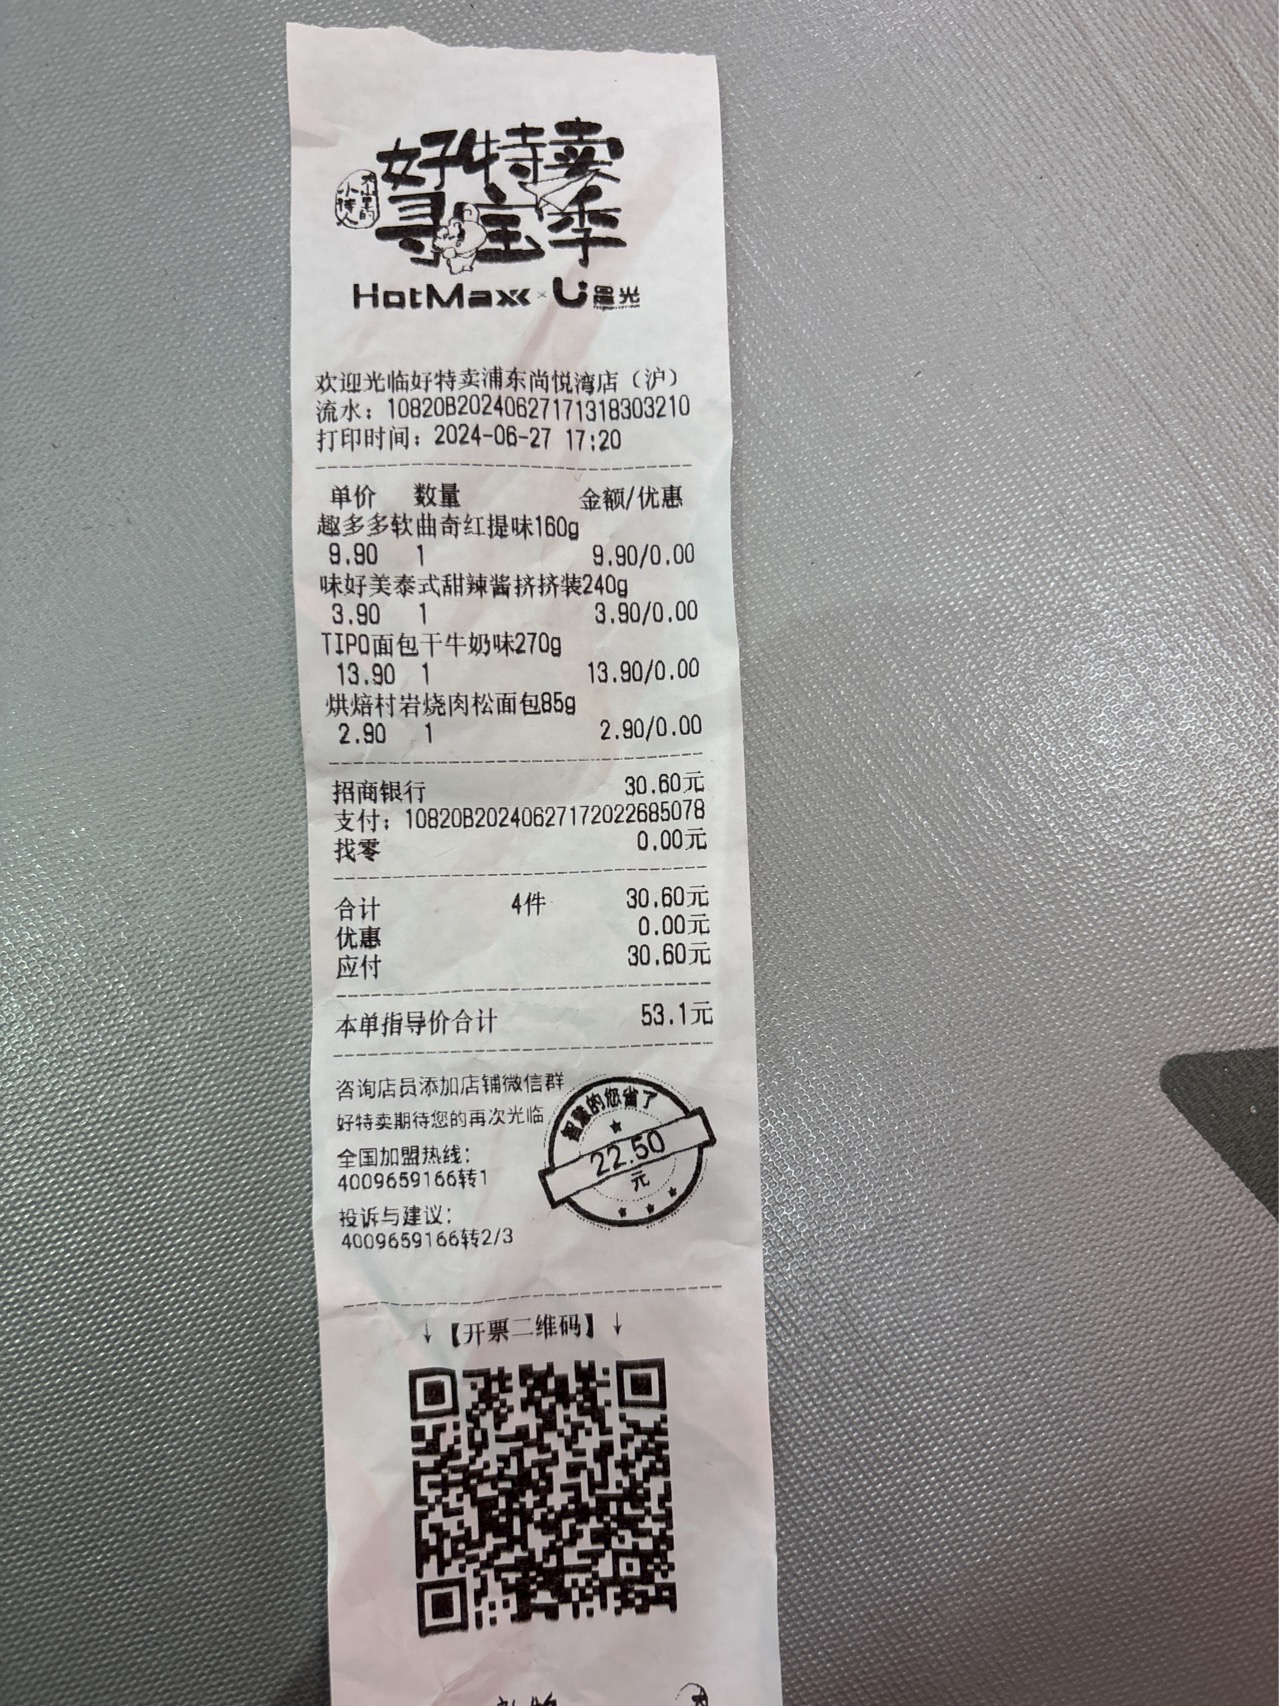 好特卖
寻宝季
HotMaxx × 晨光
欢迎光临好特卖浦东尚悦湾店（沪）
流水：10820B20240627171318303210
打印时间：2024-06-27 17:20
单价 数量 金额/优惠
趣多多软曲奇红提味160g
9.90 1 9.90/0.00
味好美泰式甜辣酱挤挤装240g
3.90 1 3.90/0.00
TIPO面包干牛奶味270g
13.90 1 13.90/0.00
烘焙村岩烧肉松面包85g
2.90 1 2.90/0.00
招商银行 30.60元
支付：10820B20240627172022685078
找零 0.00元
合计 4件 30.60元
优惠 0.00元
应付 30.60元
本单指导价合计 53.1元
咨询店员添加店铺微信群
好特卖期待您的再次光临
全国加盟热线：
4009659166转1
投诉与建议：
4009659166转2/3
智慧的您省了
22.50
元
↓【开票二维码】↓